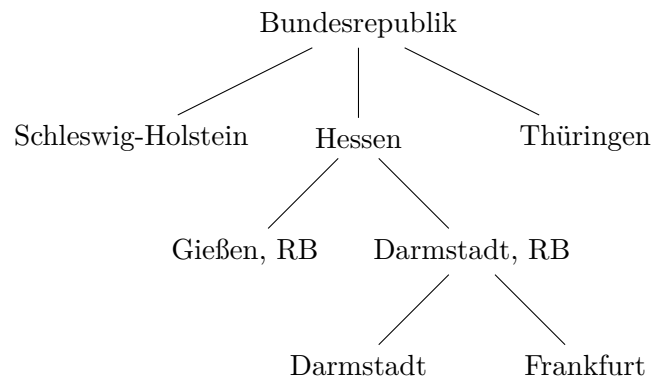 Bundesrepublik
Schleswig-Holstein Hessen Thüringen
Gießen, RB Darmstadt, RB
Darmstadt Frankfurt